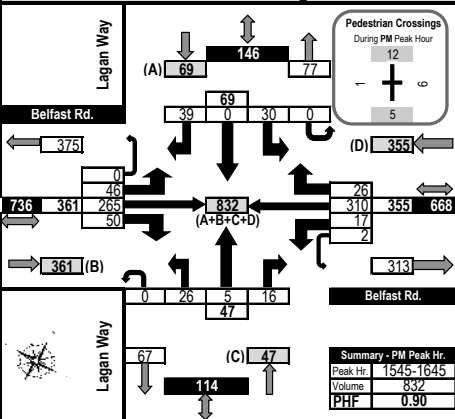 Lagan Way
146
(A) 69
77
Pedestrian Crossings
During PM Peak Hour
12
1
6
5
69
39 0 30 0
Belfast Rd.
375
(D) 355
0
46
736 361 265
50
832
(A+B+C+D)
26
310 355 668
17
2
361 (B)
313
0 26 5 16
47
Belfast Rd.
Lagan Way
67
(C) 47
114
Summary - PM Peak Hr.
Peak Hr. 1545-1645
Volume 832
PHF 0.90